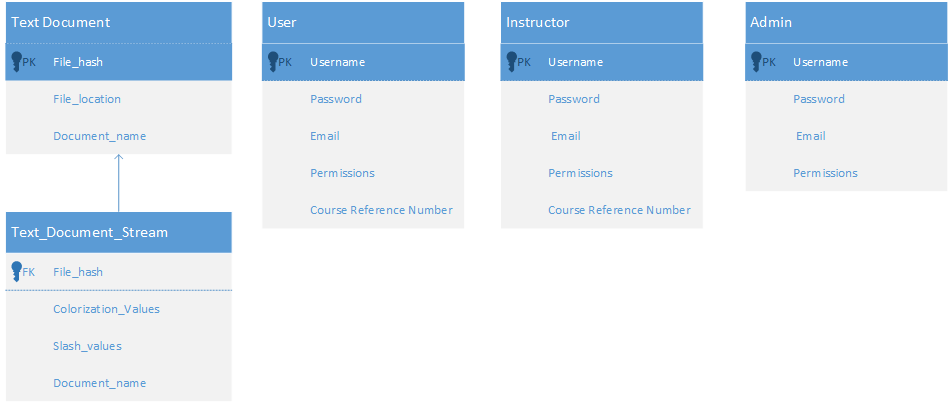 Text Document
PK File_hash
File_location
Document_name
Text_Document_Stream
FK File_hash
Colorization_Values
Slash_values
Document_name
User
PK Username
Password
Email
Permissions
Course Reference Number
Instructor
PK Username
Password
Email
Permissions
Course Reference Number
Admin
PK Username
Password
Email
Permissions